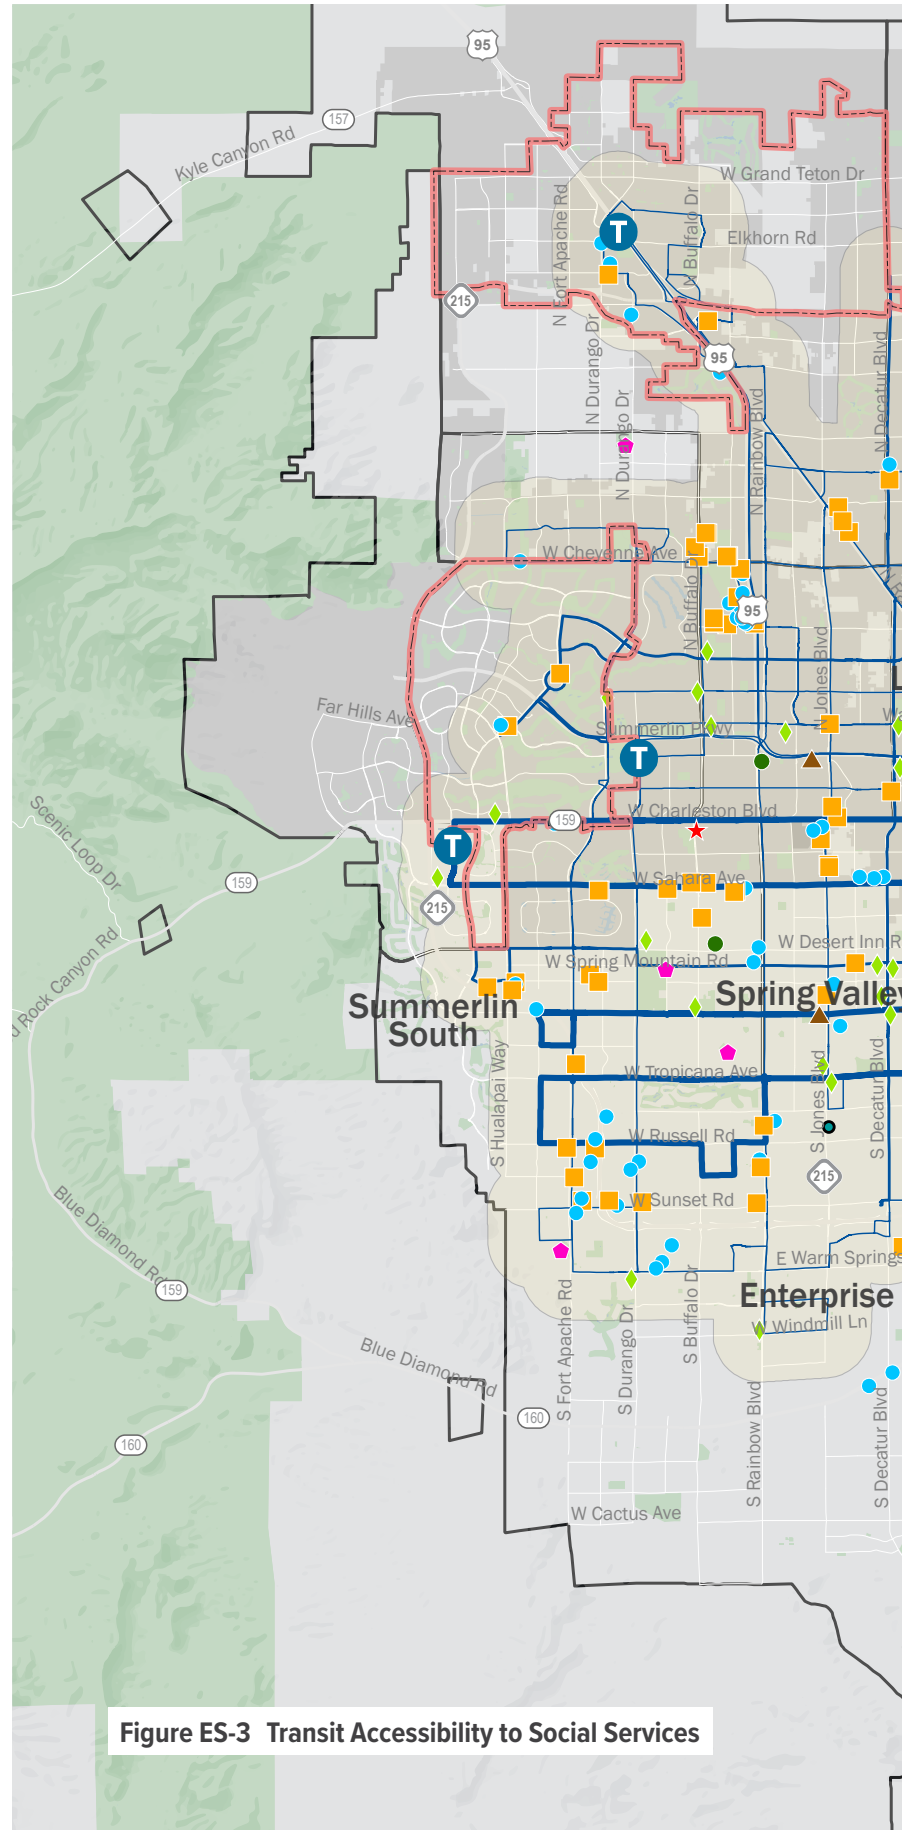 95
157
Kyle Canyon Rd
W Grand Teton Dr
N Fort Apache Rd
N Buffalo Dr
T
Elkhorn Rd
215
N Durango Dr
95
N Decatur Blvd
N Durango Dr
N Rainbow Blvd
W Cheyenne Ave
N Buffalo Dr
95
N Jones Blvd
Far Hills Ave
Summerlin Pkwy
Wa
T
Scenic Loop Dr
159
W Charleston Blvd
T
159
W Sahara Ave
215
W Desert Inn R
W Spring Mountain Rd
d Rock Canyon Rd
Summerlin
South
Spring Valley
S Hualapai Way
W Tropicana Ave
S Jones Blvd
S Decatur Blvd
W Russell Rd
215
W Sunset Rd
Blue Diamond Rd
159
E Warm Springs
Enterprise
W Windmill Ln
S Fort Apache Rd
S Durango Dr
S Buffalo Dr
Blue Diamond Rd
160
S Rainbow Blvd
S Decatur Blvd
160
W Cactus Ave
Figure ES-3 Transit Accessibility to Social Services